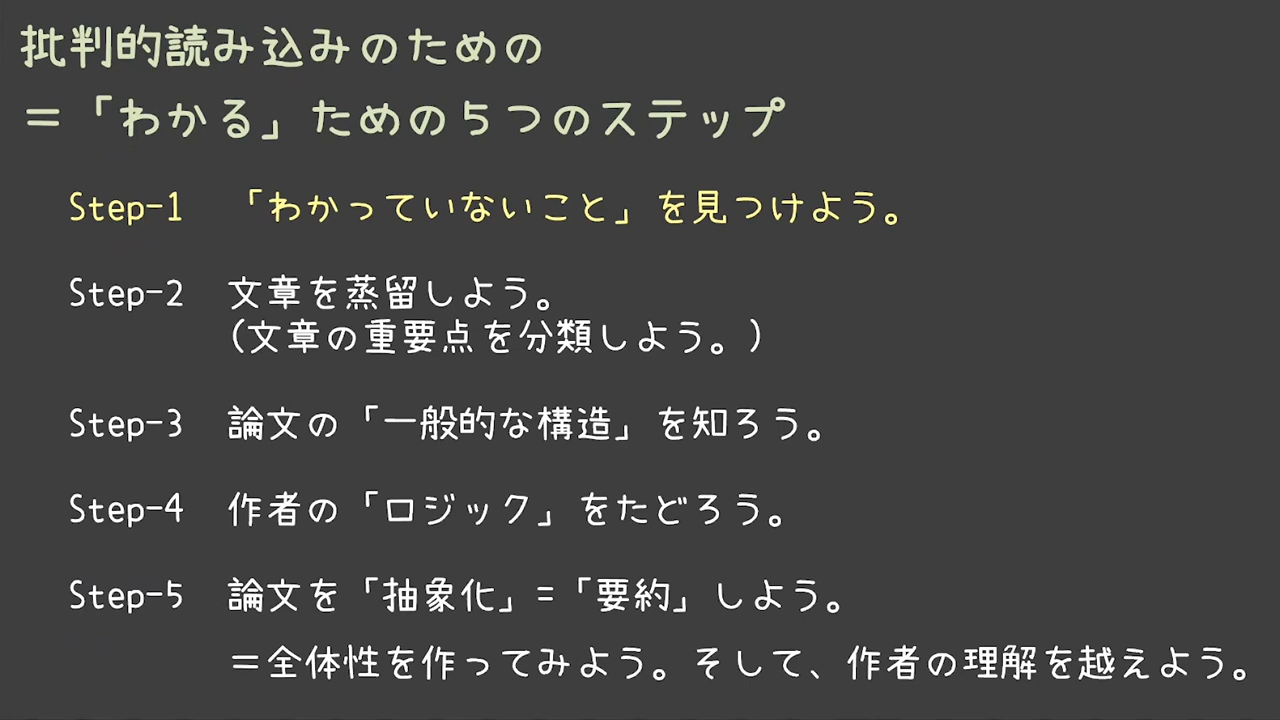 批判的読み込みのための
＝「わかる」ための５つのステップ
Step-1 「わかっていないこと」を見つけよう。
Step-2 文章を蒸留しよう。
(文章の重要点を分類しよう。)
Step-3 論文の「一般的な構造」を知ろう。
Step-4 作者の「ロジック」をたどろう。
Step-5 論文を「抽象化」=「要約」しよう。
＝全体性を作ってみよう。そして、作者の理解を越えよう。